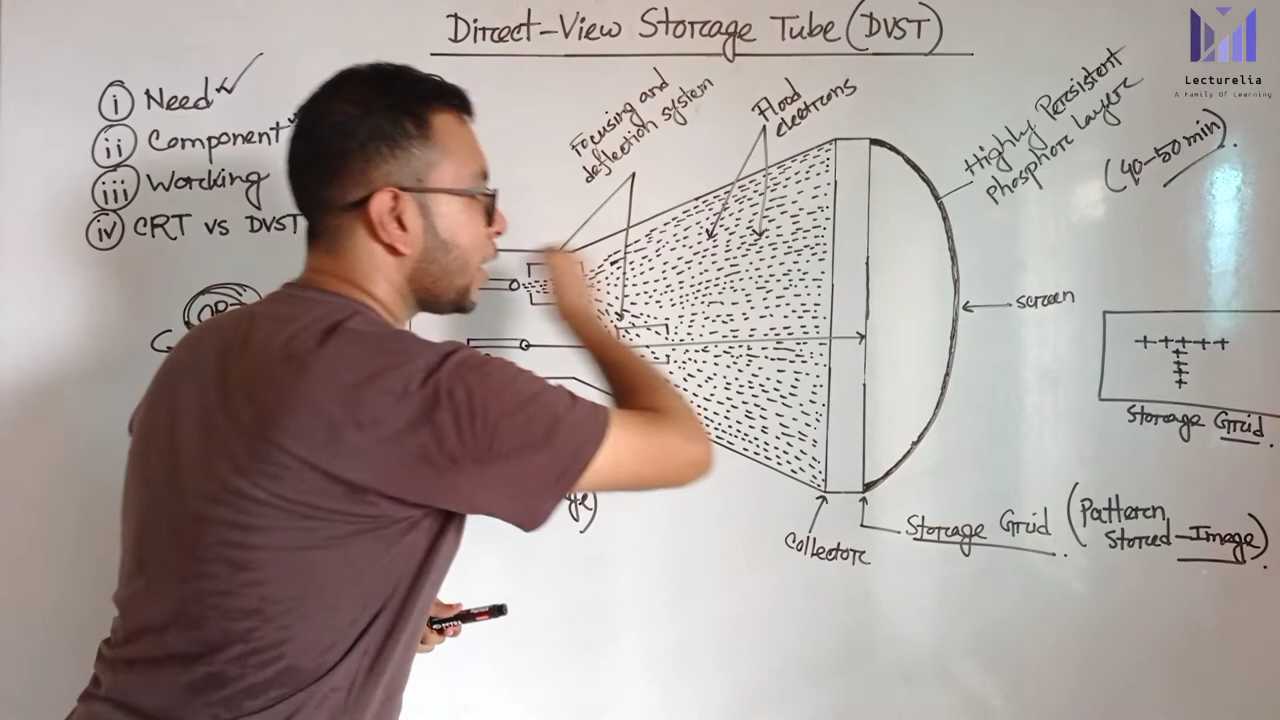 Direct-View Storage Tube (DVST)
Lecturelia
A Family Of Learning
i Need ✓
ii Component
iii Working
iv CRT vs DVST
Focusing and
deflection system
Flood
electrons
Highly Persistent
phosphor Layer
(40-50 min).
screen
+++++
+
+
+
Storage Grid.
Collector
Storage Grid. (Pattern
Stored-Image).